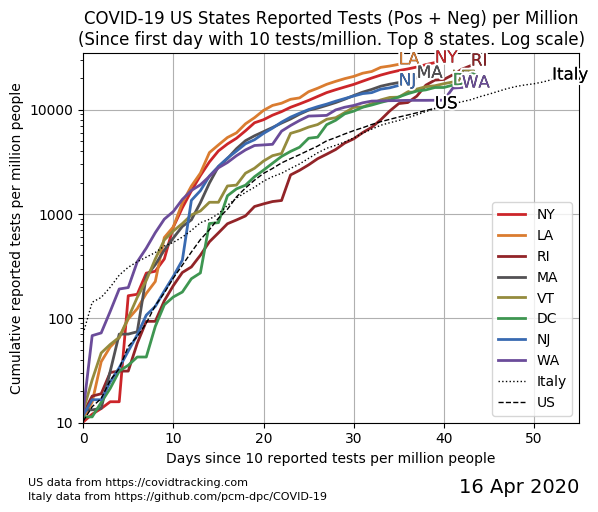 COVID-19 US States Reported Tests (Pos + Neg) per Million
(Since first day with 10 tests/million. Top 8 states. Log scale)
Cumulative reported tests per million people
10000
1000
100
10
LA
NY
RI
MA
NJ
WA
Italy
US
NY
LA
RI
MA
VT
DC
NJ
WA
Italy
US
0
10
20
30
40
50
Days since 10 reported tests per million people
US data from https://covidtracking.com
Italy data from https://github.com/pcm-dpc/COVID-19
16 Apr 2020